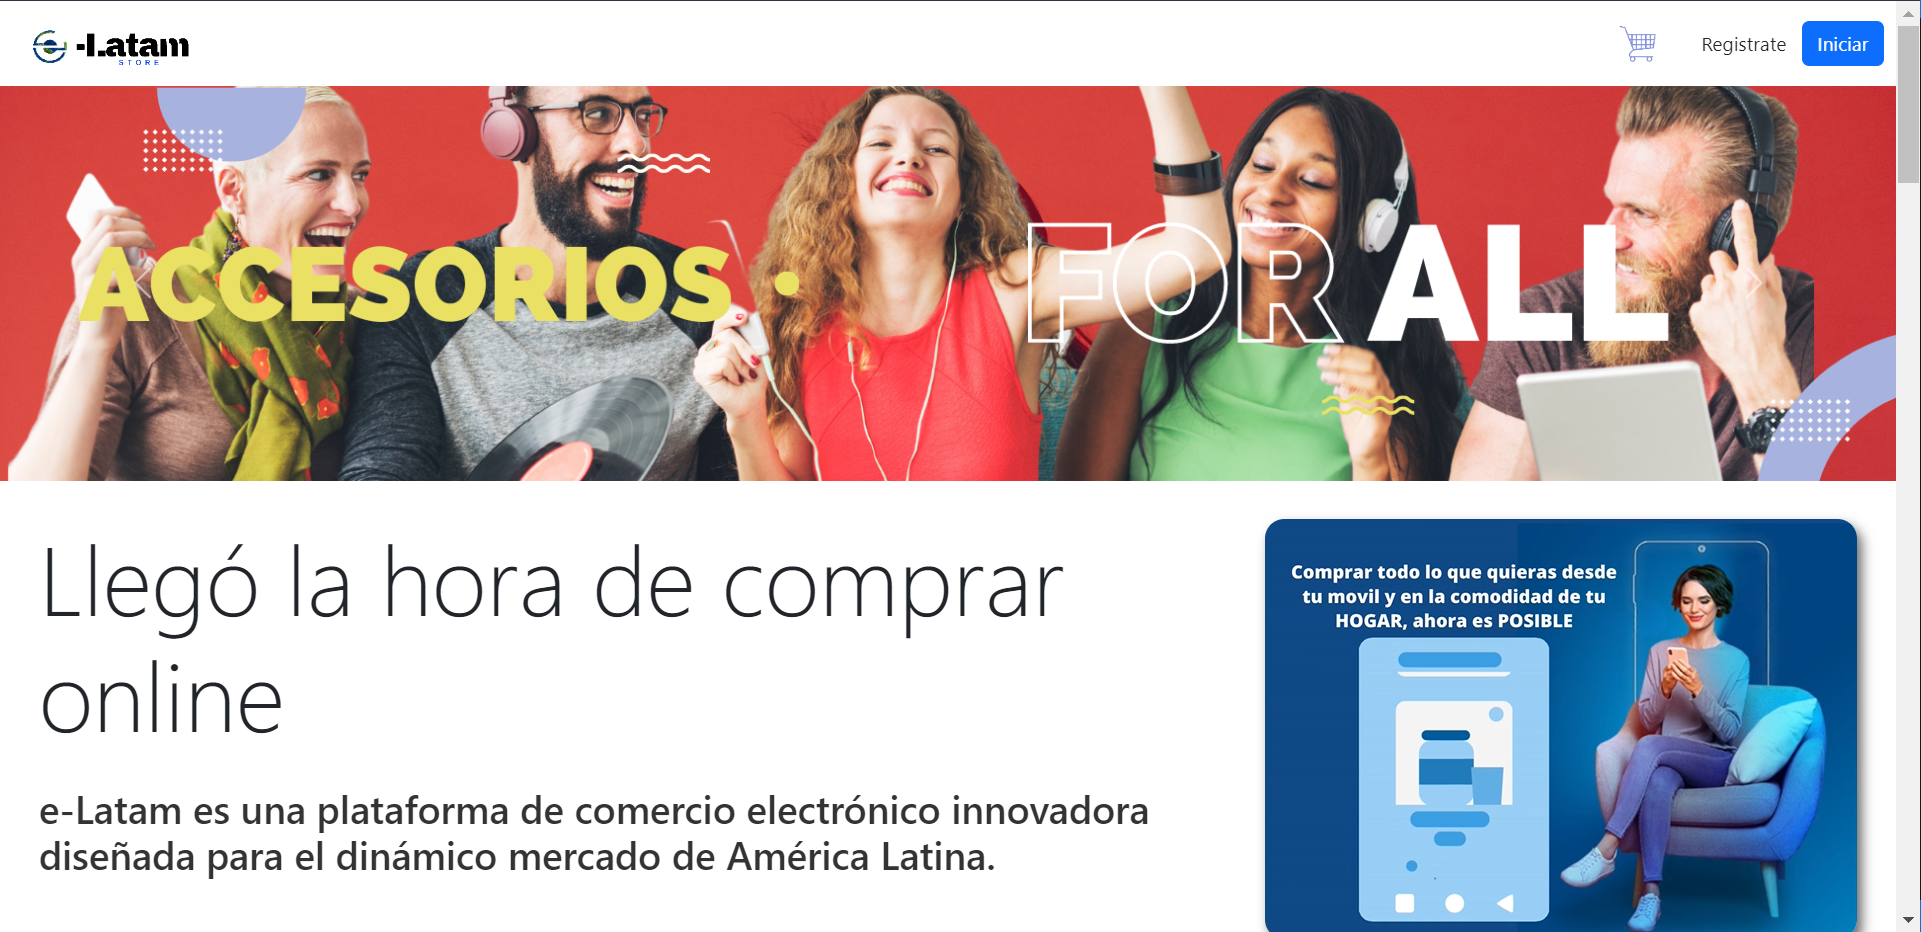 e-Latam
STORE
Registrate
Iniciar
ACCESORIOS •
FOR ALL
Llegó la hora de comprar
online
e-Latam es una plataforma de comercio electrónico innovadora
diseñada para el dinámico mercado de América Latina.
Comprar todo lo que quieras desde
tu movil y en la comodidad de tu
HOGAR, ahora es POSIBLE